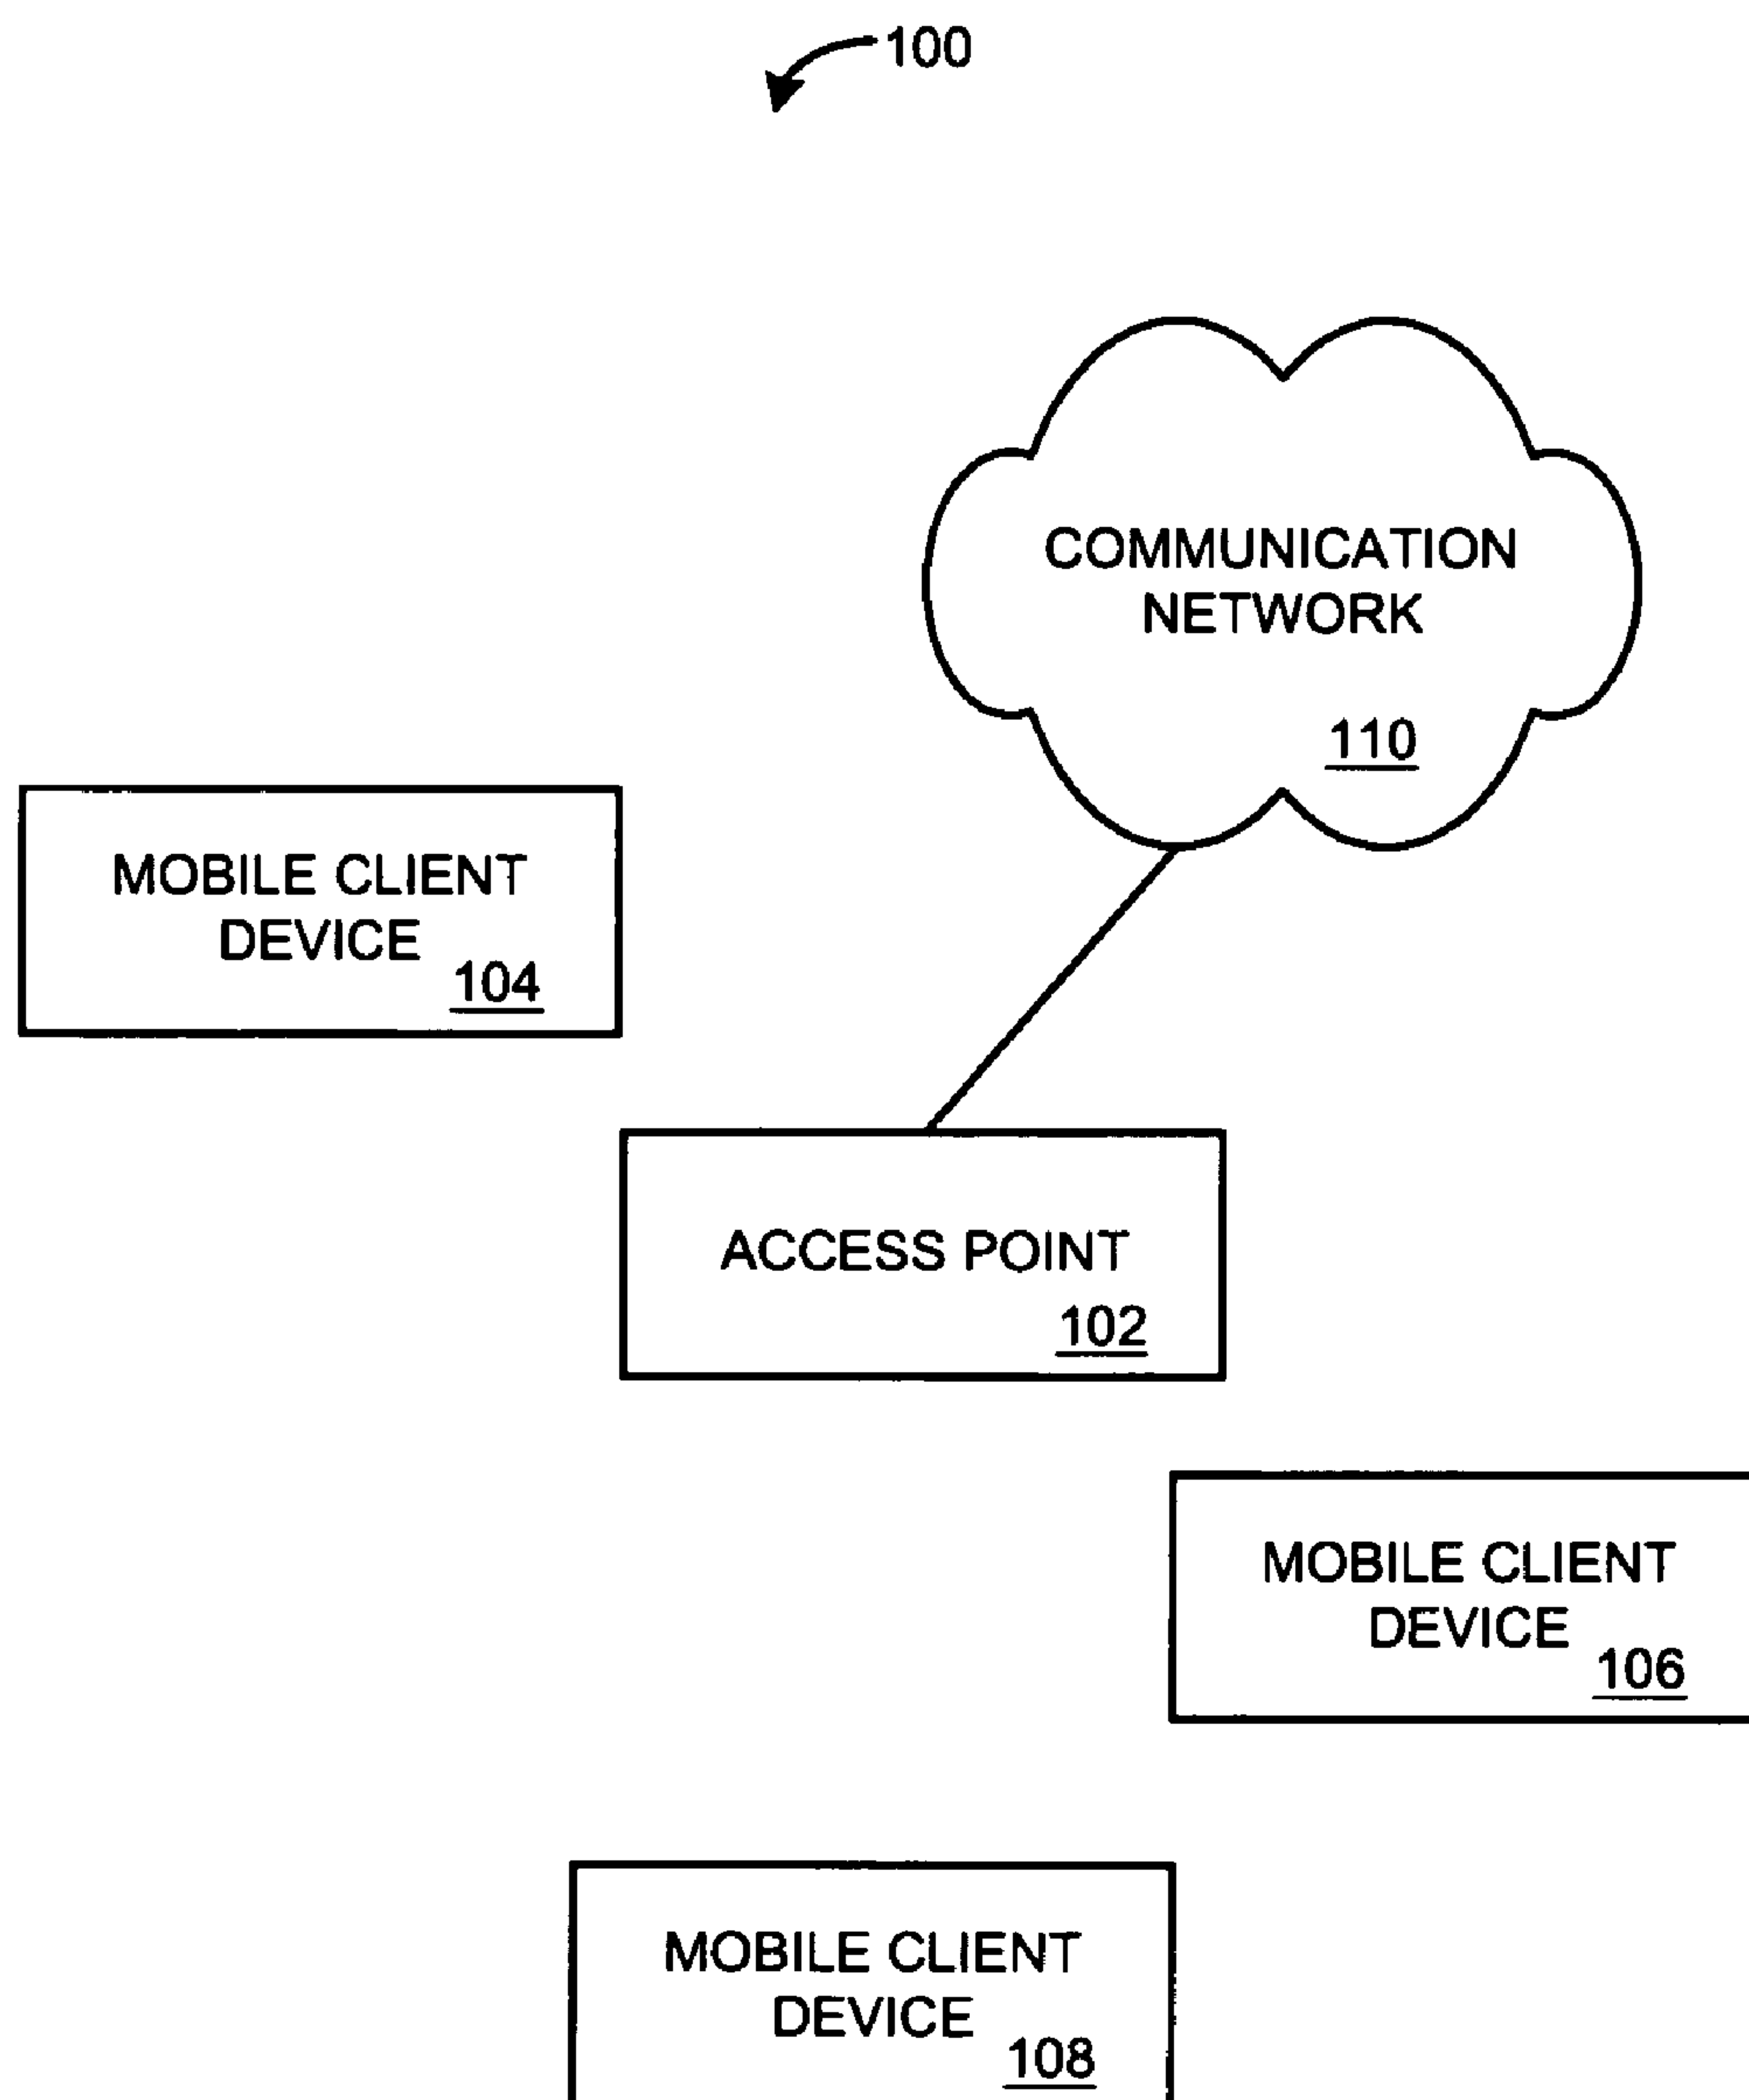 100
COMMUNICATION
NETWORK
110
MOBILE CLIENT
DEVICE
104
ACCESS POINT
102
MOBILE CLIENT
DEVICE
106
MOBILE CLIENT
DEVICE
108